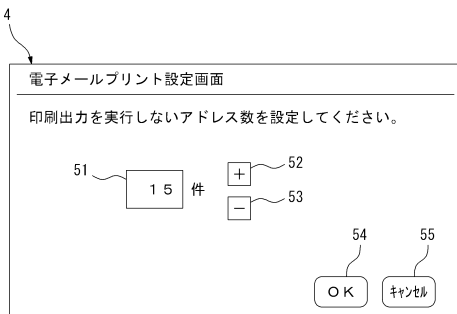 4
電子メールプリント設定画面
印刷出力を実行しないアドレス数を設定してください。
51 15 件 + 52
− 53
54 55
OK キャンセル